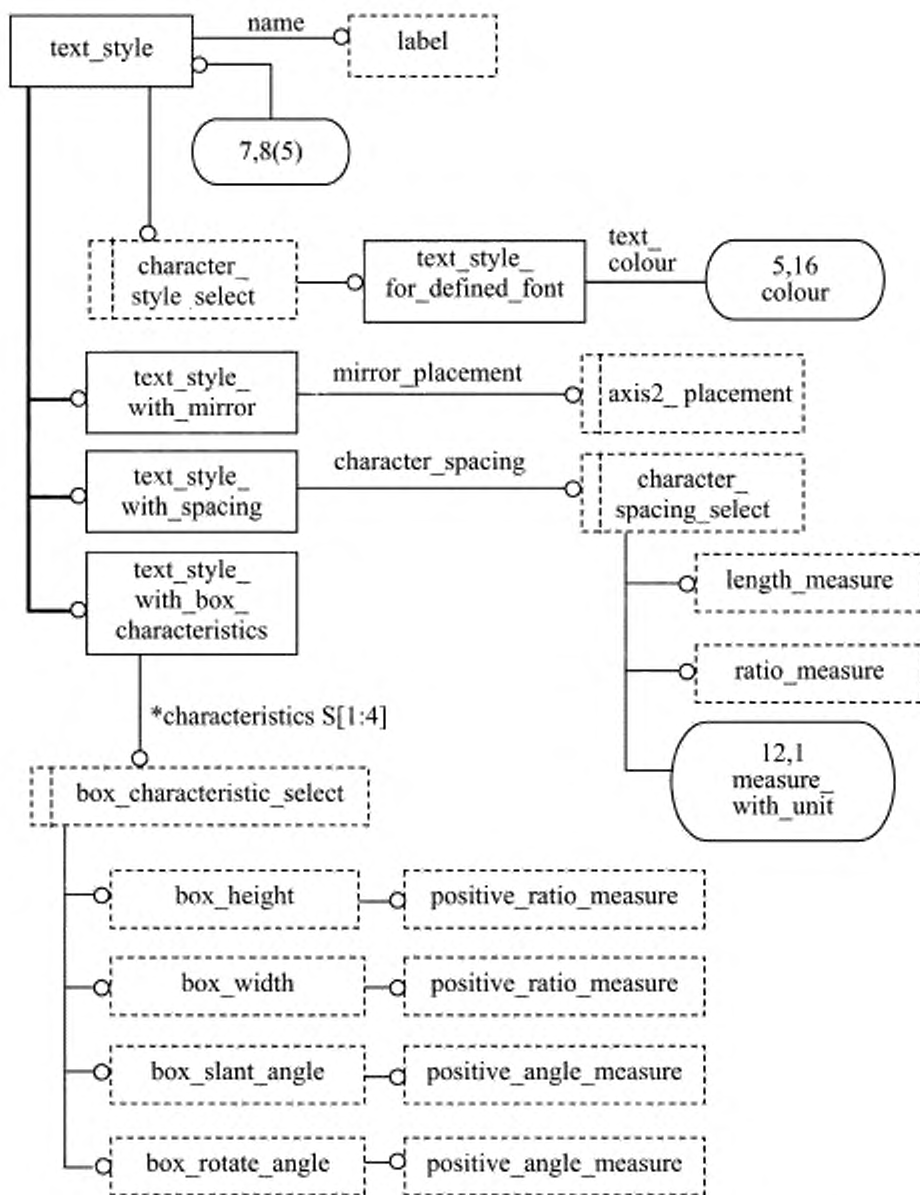 name
text_style
label
7,8(5)
character_
style_select
text_style_
for_defined_font
text_
colour
5,16
colour
text_style_
with_mirror
mirror_placement
axis2_ placement
text_style_
with_spacing
character_spacing
character_
spacing_select
text_style_
with_box_
characteristics
length_measure
ratio_measure
*characteristics S[1:4]
12,1
measure_
with_unit
box_characteristic_select
box_height
positive_ratio_measure
box_width
positive_ratio_measure
box_slant_angle
positive_angle_measure
box_rotate_angle
positive_angle_measure